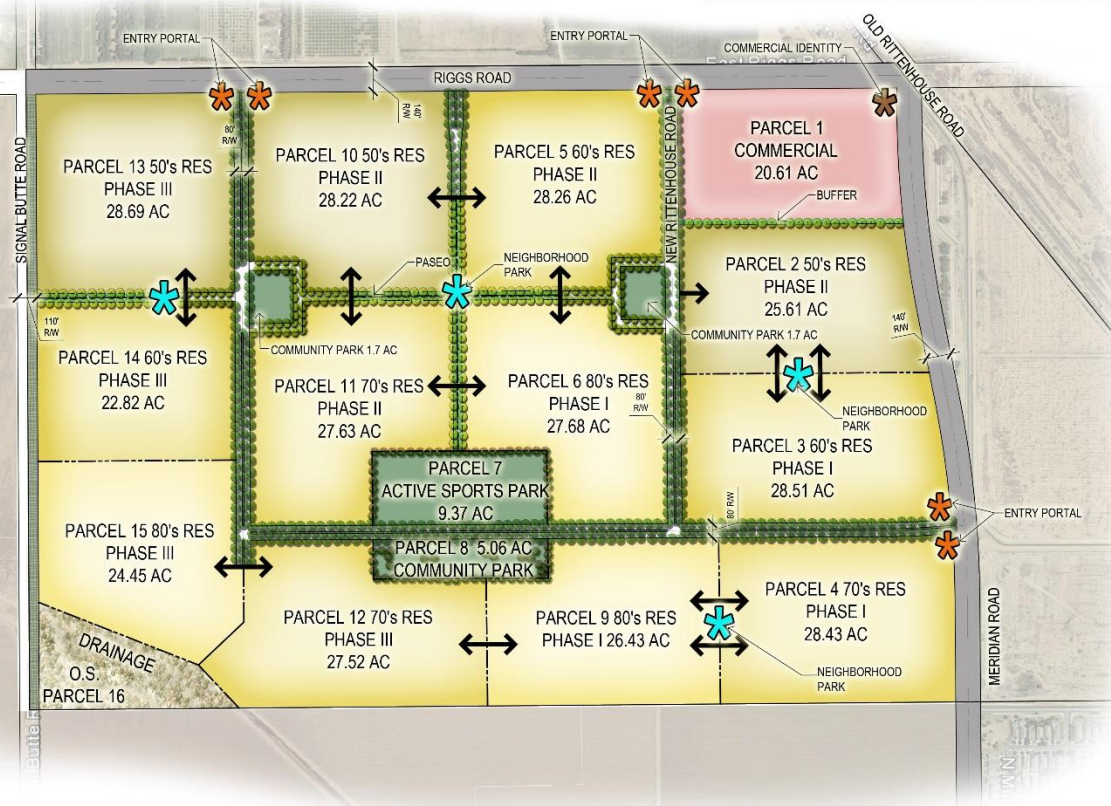 ENTRY PORTAL
ENTRY PORTAL
COMMERCIAL IDENTITY
OLD RITTENHOUSE ROAD
East Riggs Road
RIGGS ROAD
SIGNAL BUTTE ROAD
80'
R/W
140'
R/W
NEW RITTENHOUSE ROAD
PARCEL 13 50's RES
PHASE III
28.69 AC
PARCEL 10 50's RES
PHASE II
28.22 AC
PARCEL 5 60's RES
PHASE II
28.26 AC
PARCEL 1
COMMERCIAL
20.61 AC
BUFFER
PASEO
NEIGHBORHOOD
PARK
PARCEL 2 50's RES
PHASE II
25.61 AC
110'
R/W
140'
R/W
COMMUNITY PARK 1.7 AC
COMMUNITY PARK 1.7 AC
PARCEL 14 60's RES
PHASE III
22.82 AC
PARCEL 11 70's RES
PHASE II
27.63 AC
PARCEL 6 80's RES
PHASE I
27.68 AC
80'
R/W
NEIGHBORHOOD
PARK
PARCEL 3 60's RES
PHASE I
28.51 AC
PARCEL 7
ACTIVE SPORTS PARK
9.37 AC
80' R/W
ENTRY PORTAL
PARCEL 15 80's RES
PHASE III
24.45 AC
PARCEL 8 5.06 AC
COMMUNITY PARK
PARCEL 12 70's RES
PHASE III
27.52 AC
PARCEL 9 80's RES
PHASE I 26.43 AC
PARCEL 4 70's RES
PHASE I
28.43 AC
NEIGHBORHOOD
PARK
MERIDIAN ROAD
DRAINAGE
O.S.
PARCEL 16
Butte